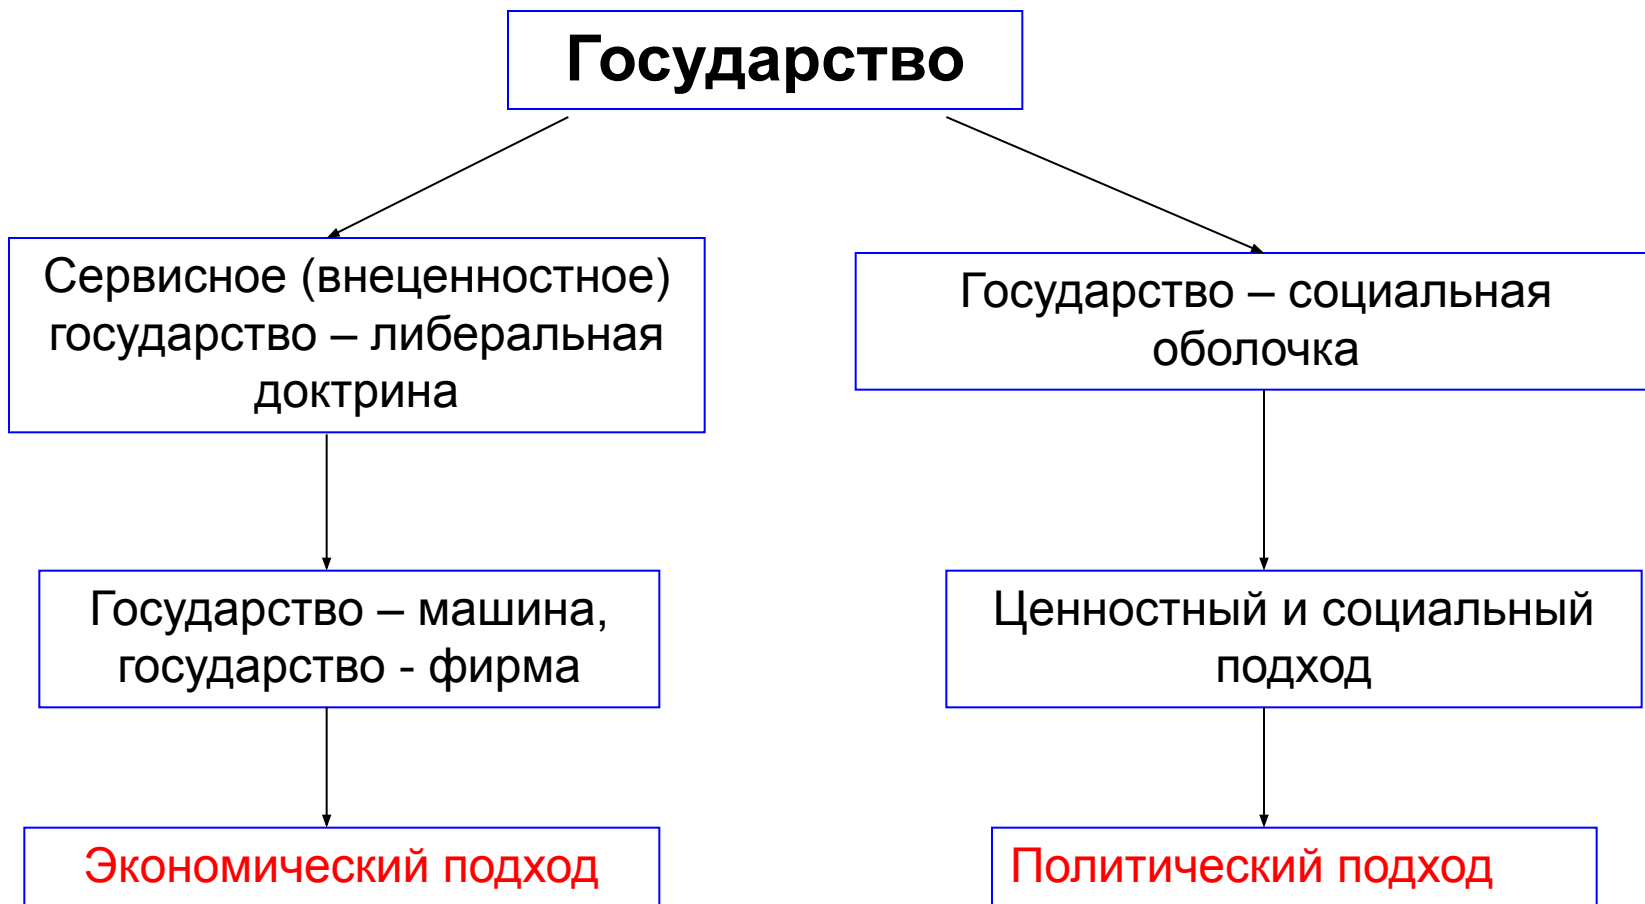 Государство
Сервисное (внеценностное)
государство – либеральная
доктрина
Государство – социальная
оболочка
Государство – машина,
государство - фирма
Ценностный и социальный
подход
Экономический подход
Политический подход